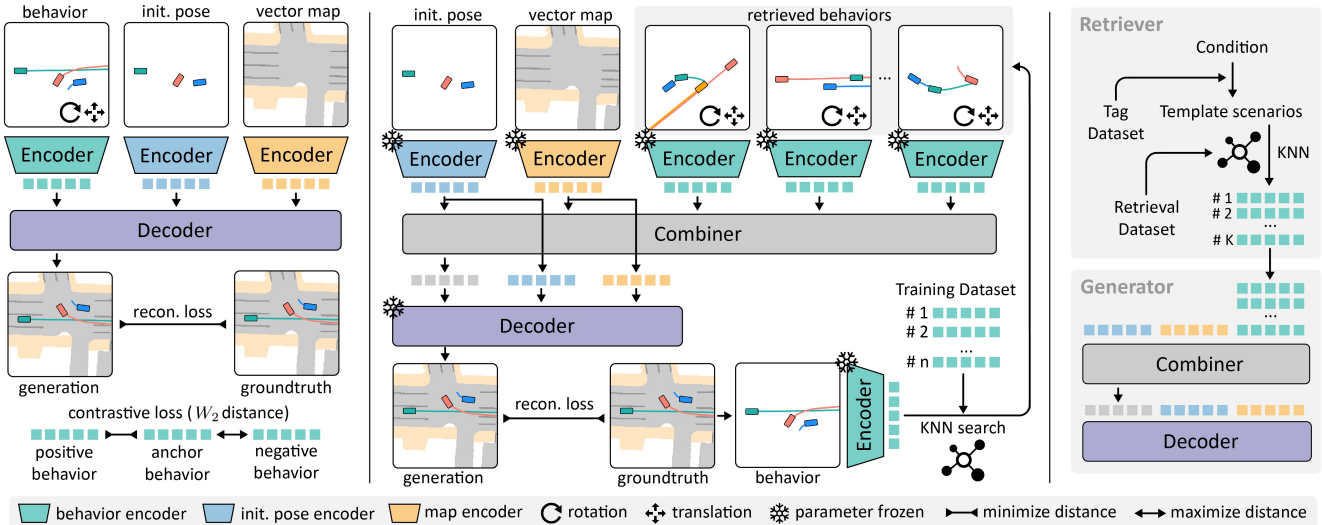 behavior
init. pose
vector map
Encoder
Encoder
Encoder
Decoder
recon. loss
generation
groundtruth
contrastive loss (W₂ distance)
positive
behavior
anchor
behavior
negative
behavior
init. pose
vector map
retrieved behaviors
...
Encoder
Encoder
Encoder
Encoder
Encoder
Combiner
Decoder
recon. loss
generation
groundtruth
behavior
Encoder
Training Dataset
# 1
# 2
...
# n
KNN search
Retriever
Condition
Tag
Dataset
Template scenarios
KNN
Retrieval
Dataset
# 1
# 2
...
# K
Generator
...
Combiner
Decoder
behavior encoder
init. pose encoder
map encoder
rotation
translation
parameter frozen
minimize distance
maximize distance